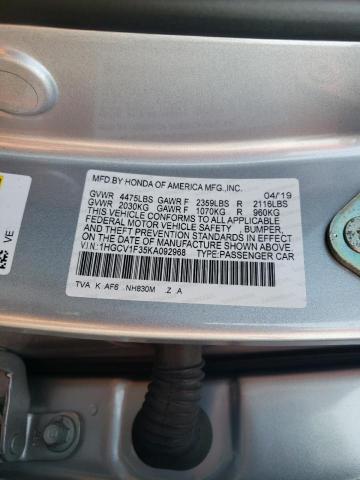 MFD.BY HONDA OF AMERICA MFG.,INC. 04/19
GVWR 4475LBS GAWR F 2359LBS R 2116LBS
GVWR 2030KG GAWR F 1070KG R 960KG
THIS VEHICLE CONFORMS TO ALL APPLICABLE
FEDERAL MOTOR VEHICLE SAFETY , BUMPER,
AND THEFT PREVENTION STANDARDS IN EFFECT
ON THE DATE OF MANUFACTURE SHOWN ABOVE.
V.I.N.:1HGCV1F35KA092968 TYPE:PASSENGER CAR
TVA K AF6 .NH830M .Z .A
VE